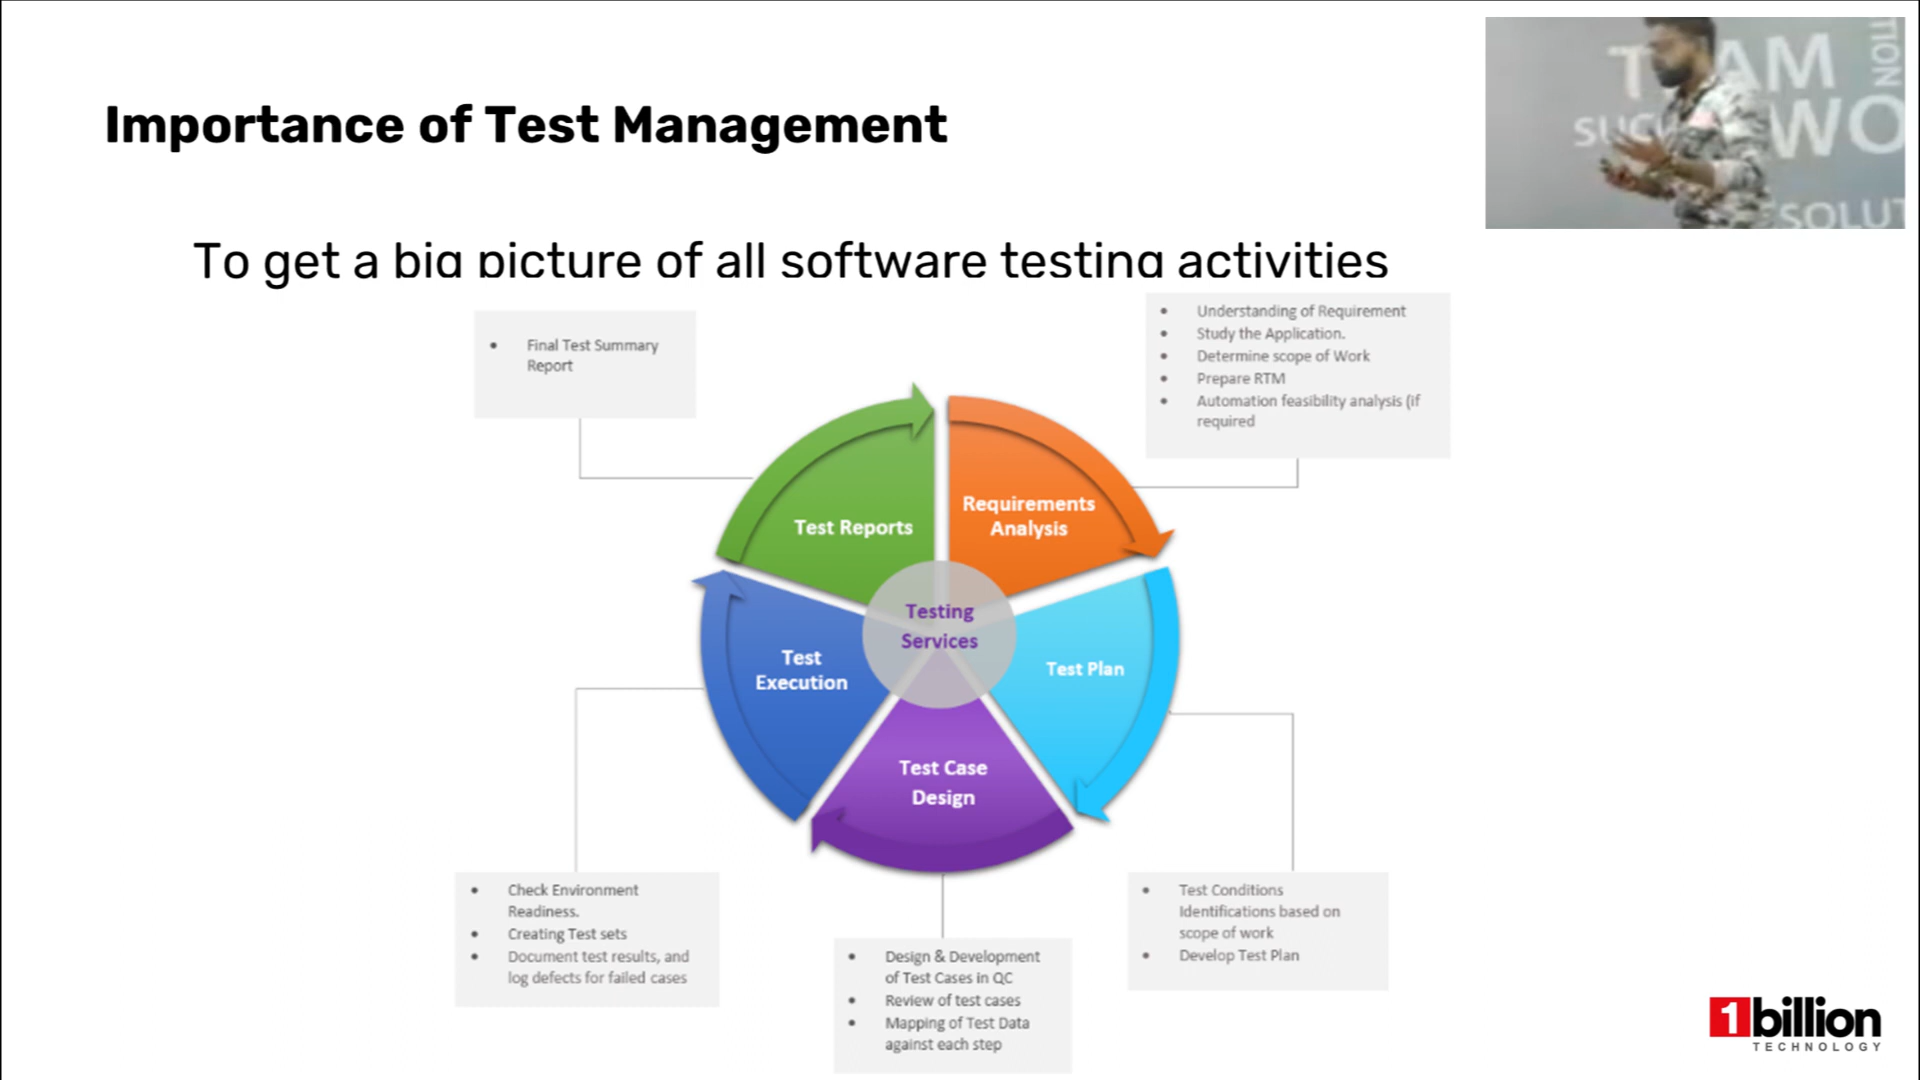 Importance of Test Management
To get a big picture of all software testing activities
Final Test Summary
Report
Understanding of Requirement
Study the Application.
Determine scope of Work
Prepare RTM
Automation feasibility analysis (if
required
Test Reports
Requirements
Analysis
Testing
Services
Test
Execution
Test Plan
Test Case
Design
Check Environment
Readiness.
Creating Test sets
Document test results, and
log defects for failed cases
Design & Development
of Test Cases in QC
Review of test cases
Mapping of Test Data
against each step
Test Conditions
Identifications based on
scope of work
Develop Test Plan
1billion
TECHNOLOGY